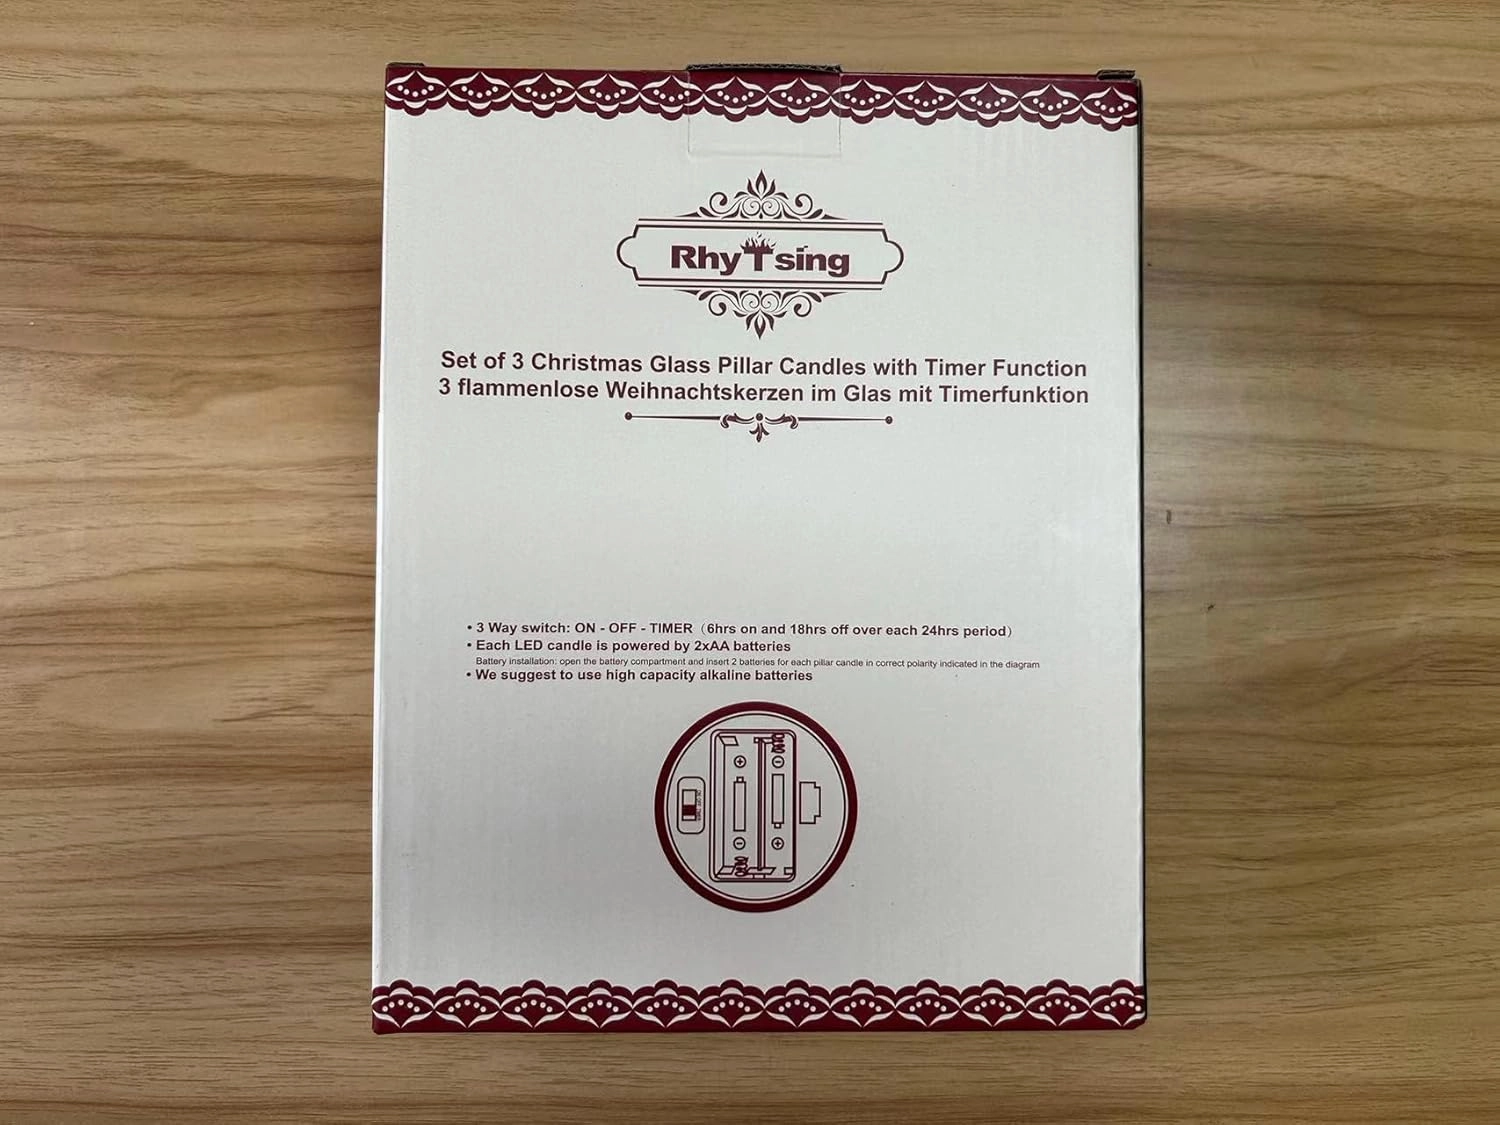 RhyTsing
Set of 3 Christmas Glass Pillar Candles with Timer Function
3 flammenlose Weihnachtskerzen im Glas mit Timerfunktion
• 3 Way switch: ON - OFF - TIMER（6hrs on and 18hrs off over each 24hrs period）
• Each LED candle is powered by 2xAA batteries
Battery installation: open the battery compartment and insert 2 batteries for each pillar candle in correct polarity indicated in the diagram
• We suggest to use high capacity alkaline batteries
+ −
− +